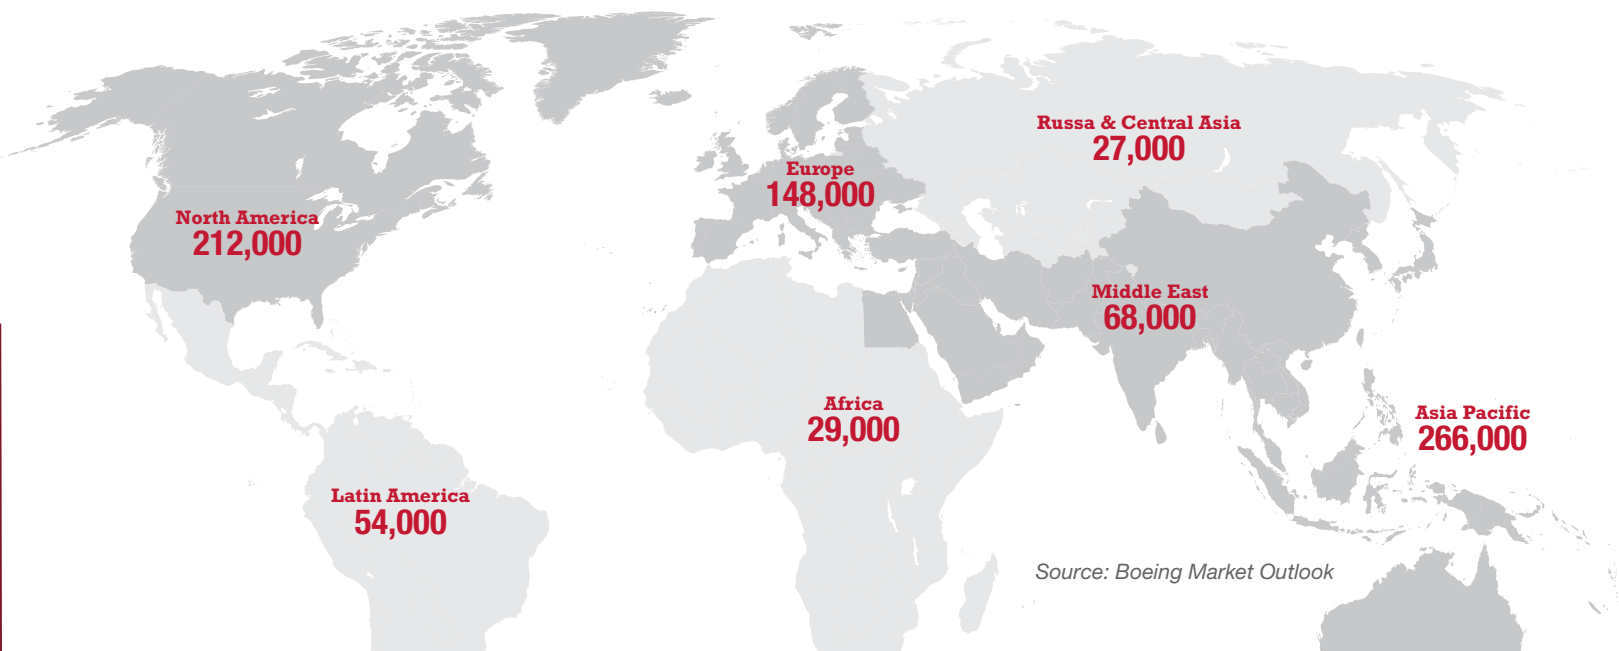 Russa & Central Asia
27,000
Europe
148,000
North America
212,000
Middle East
68,000
Africa
29,000
Asia Pacific
266,000
Latin America
54,000
Source: Boeing Market Outlook